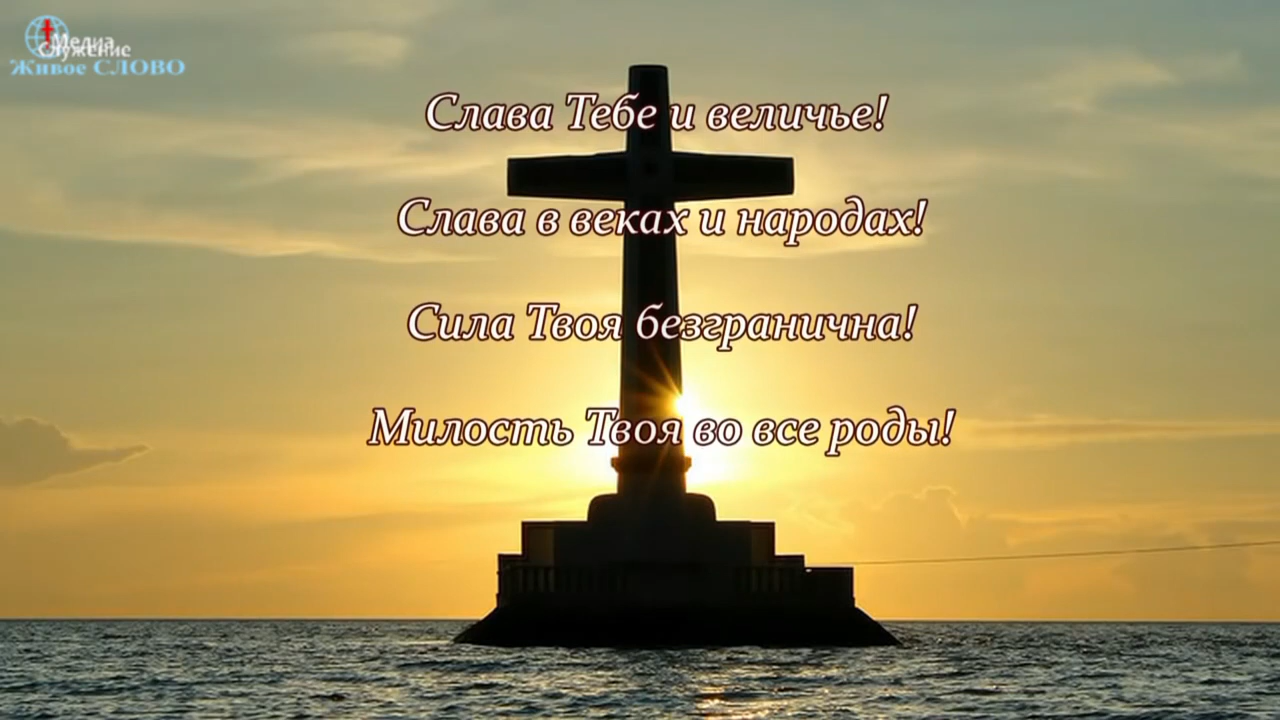 Медиа
Служение
Живое СЛОВО
Слава Тебе и величье!
Слава в веках и народах!
Сила Твоя безгранична!
Милость Твоя во все роды!